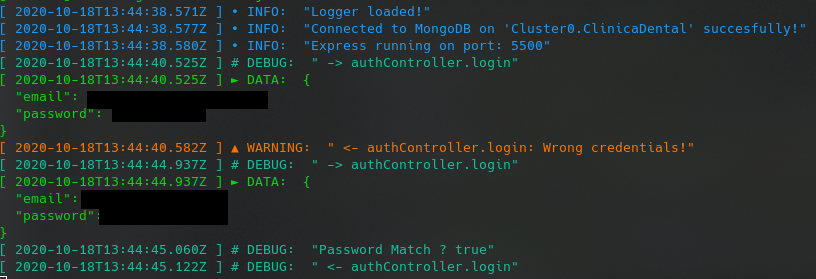 [ 2020-10-18T13:44:38.571Z ] • INFO:  "Logger loaded!"
[ 2020-10-18T13:44:38.577Z ] • INFO:  "Connected to MongoDB on 'Cluster0.ClinicaDental' succesfully!"
[ 2020-10-18T13:44:38.580Z ] • INFO:  "Express running on port: 5500"
[ 2020-10-18T13:44:40.525Z ] # DEBUG:  " -> authController.login"
[ 2020-10-18T13:44:40.525Z ] ► DATA:  {
  "email":
  "password":
}
[ 2020-10-18T13:44:40.582Z ] ▲ WARNING:  " <- authController.login: Wrong credentials!"
[ 2020-10-18T13:44:44.937Z ] # DEBUG:  " -> authController.login"
[ 2020-10-18T13:44:44.937Z ] ► DATA:  {
  "email":
  "password":
}
[ 2020-10-18T13:44:45.060Z ] # DEBUG:  "Password Match ? true"
[ 2020-10-18T13:44:45.122Z ] # DEBUG:  " <- authController.login"